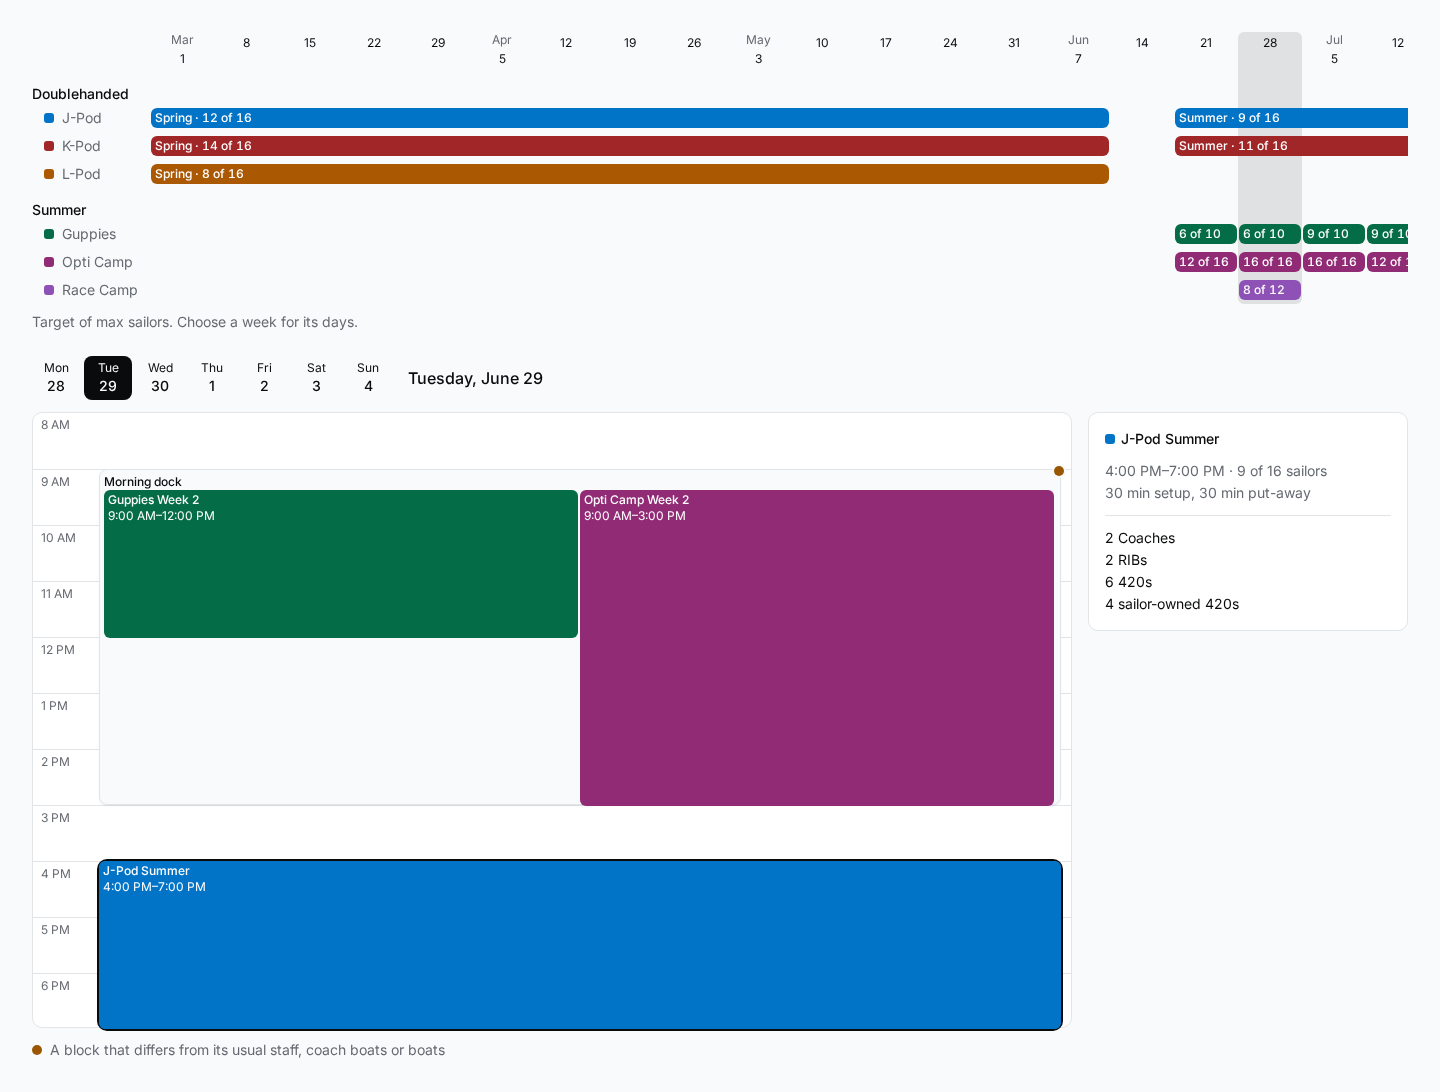 Mar 8 15 22 29 Apr 12 19 26 May 10 17 24 31 Jun 14 21 28 Jul 12
1 5 3 7 5
Doublehanded
J-Pod Spring · 12 of 16 Summer · 9 of 16
K-Pod Spring · 14 of 16 Summer · 11 of 16
L-Pod Spring · 8 of 16
Summer
Guppies 6 of 10 6 of 10 9 of 10 9 of 10
Opti Camp 12 of 16 16 of 16 16 of 16 12 of
Race Camp 8 of 12
Target of max sailors. Choose a week for its days.
Mon Tue Wed Thu Fri Sat Sun
28 29 30 1 2 3 4
Tuesday, June 29
8 AM
9 AM
10 AM
11 AM
12 PM
1 PM
2 PM
3 PM
4 PM
5 PM
6 PM
Morning dock
Guppies Week 2
9:00 AM–12:00 PM
Opti Camp Week 2
9:00 AM–3:00 PM
J-Pod Summer
4:00 PM–7:00 PM
J-Pod Summer
4:00 PM–7:00 PM · 9 of 16 sailors
30 min setup, 30 min put-away
2 Coaches
2 RIBs
6 420s
4 sailor-owned 420s
A block that differs from its usual staff, coach boats or boats